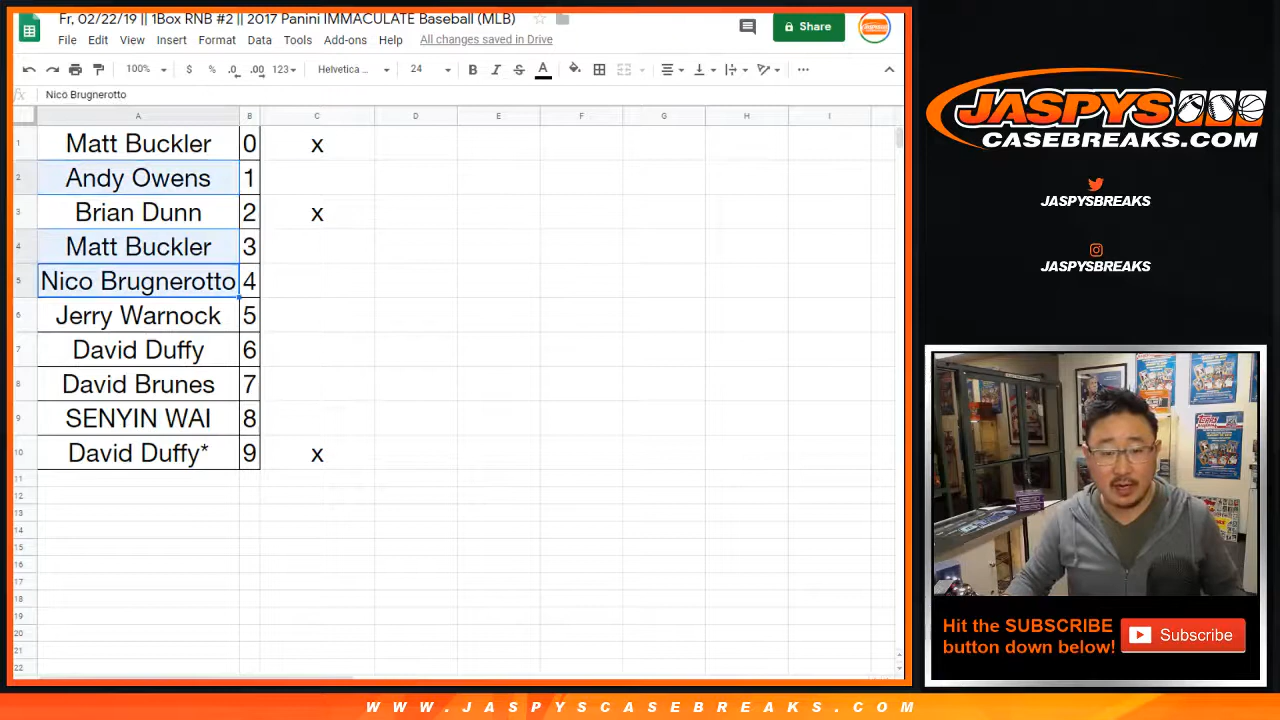 Fr, 02/22/19 || 1Box RNB #2 || 2017 Panini IMMACULATE Baseball (MLB)
File Edit View Insert Format Data Tools Add-ons Help All changes saved in Drive
Share
100% $ % .0 .00 123 Helvetica ... 24 B I S A
fx Nico Brugnerotto
A B C D E F G H I
1 Matt Buckler 0 x
2 Andy Owens 1
3 Brian Dunn 2 x
4 Matt Buckler 3
5 Nico Brugnerotto 4
6 Jerry Warnock 5
7 David Duffy 6
8 David Brunes 7
9 SENYIN WAI 8
10 David Duffy* 9 x
11
12
13
14
15
16
17
18
19
20
21
22
JASPYS
CASEBREAKS.COM
JASPYSBREAKS
JASPYSBREAKS
Hit the SUBSCRIBE
button down below!
Subscribe
WWW.JASPYSCASEBREAKS.COM